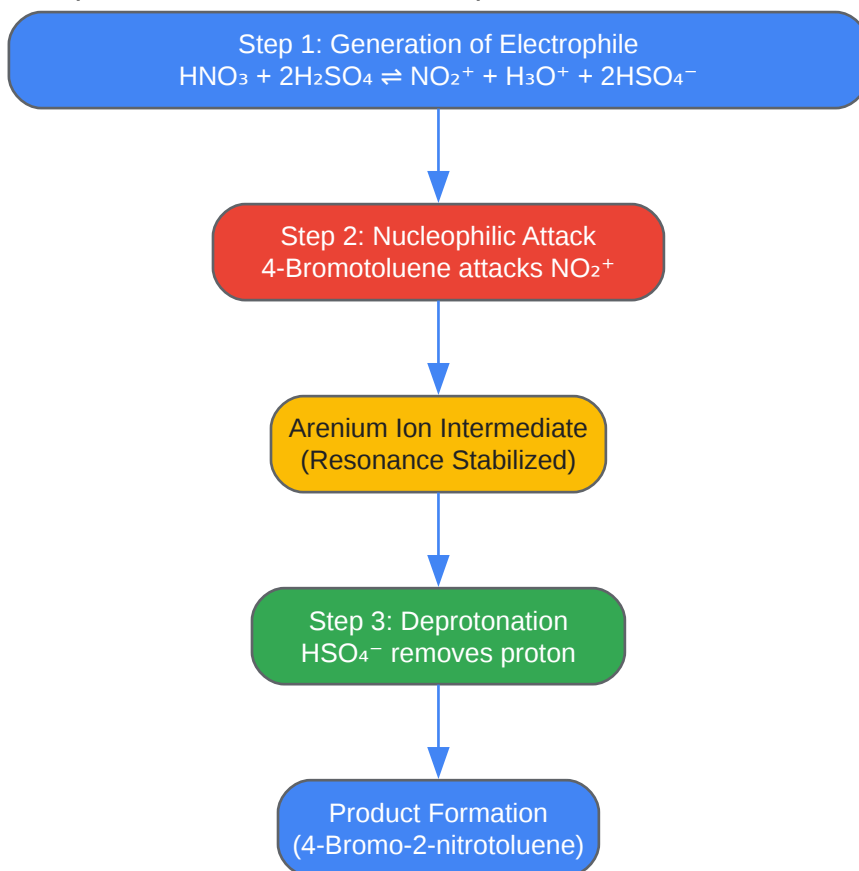 Step 1: Generation of Electrophile
HNO₃ + 2H₂SO₄ ⇌ NO₂⁺ + H₃O⁺ + 2HSO₄⁻
Step 2: Nucleophilic Attack
4-Bromotoluene attacks NO₂⁺
Arenium Ion Intermediate
(Resonance Stabilized)
Step 3: Deprotonation
HSO₄⁻ removes proton
Product Formation
(4-Bromo-2-nitrotoluene)